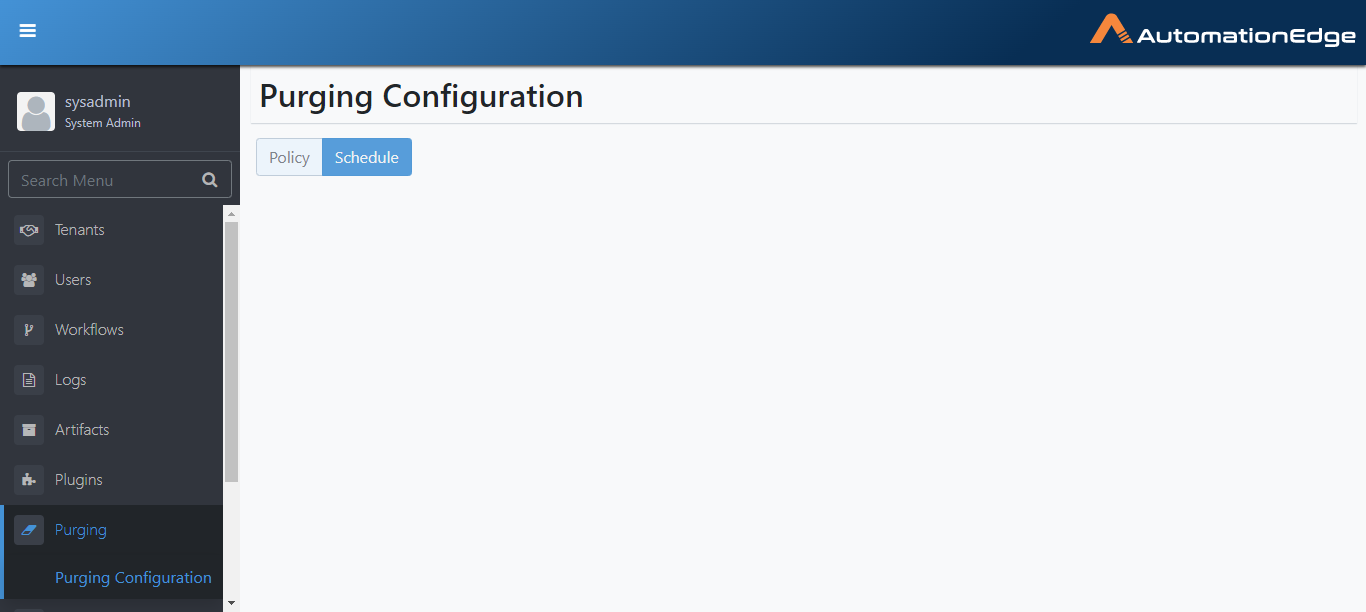 AutomationEdge
sysadmin
System Admin
Search Menu
Tenants
Users
Workflows
Logs
Artifacts
Plugins
Purging
Purging Configuration
Purging Configuration
Policy
Schedule